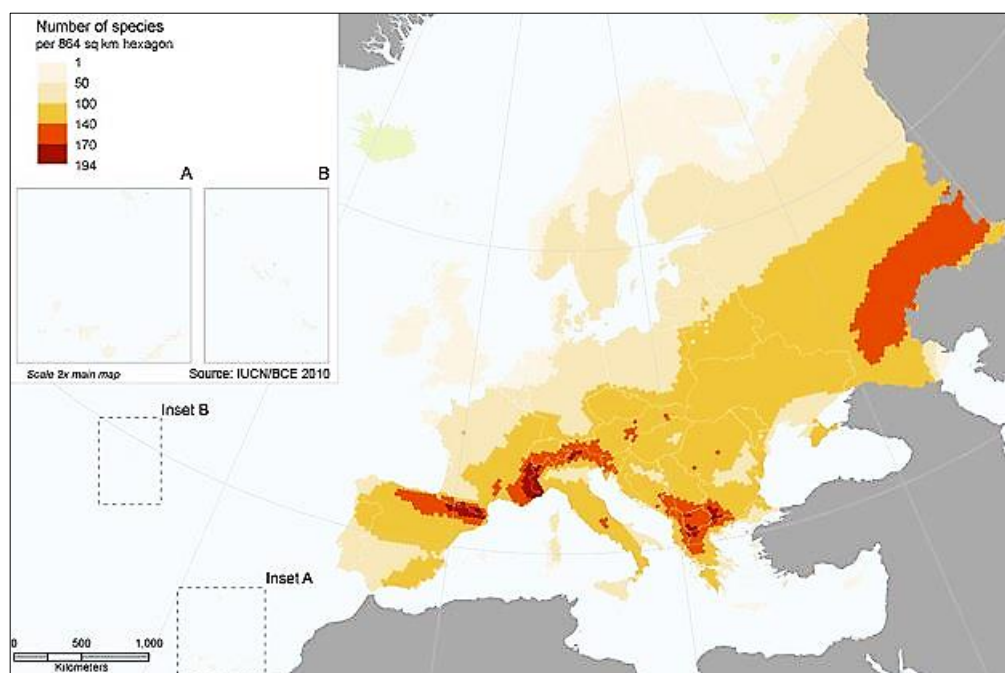 Number of species
per 864 sq km hexagon
1
50
100
140
170
194
A
B
Scale 2x main map
Source: IUCN/BCE 2010
Inset B
Inset A
0 500 1,000
Kilometers